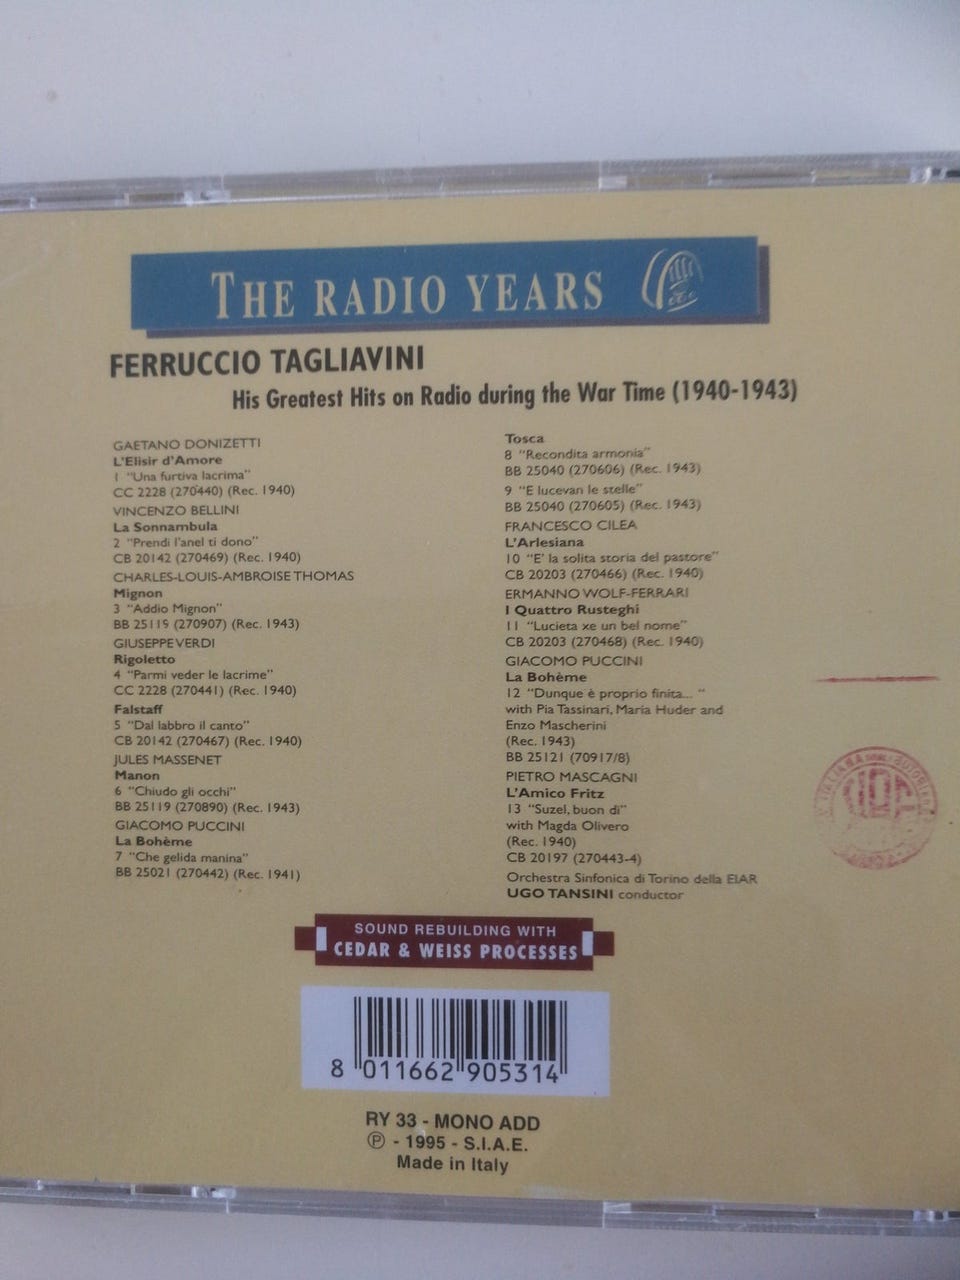 THE RADIO YEARS
FERRUCCIO TAGLIAVINI
His Greatest Hits on Radio during the War Time (1940-1943)
GAETANO DONIZETTI
L'Elisir d'Amore
1 "Una furtiva lacrima"
CC 2228 (270440) (Rec. 1940)
VINCENZO BELLINI
La Sonnambula
2 "Prendi l'anel ti dono"
CB 20142 (270469) (Rec. 1940)
CHARLES-LOUIS-AMBROISE THOMAS
Mignon
3 "Addio Mignon"
BB 25119 (270907) (Rec. 1943)
GIUSEPPE VERDI
Rigoletto
4 "Parmi veder le lacrime"
CC 2228 (270441) (Rec. 1940)
Falstaff
5 "Dal labbro il canto"
CB 20142 (270467) (Rec. 1940)
JULES MASSENET
Manon
6 "Chiudo gli occhi"
BB 25119 (270890) (Rec. 1943)
GIACOMO PUCCINI
La Bohème
7 "Che gelida manina"
BB 25021 (270442) (Rec. 1941)
Tosca
8 "Recondita armonia"
BB 25040 (270606) (Rec. 1943)
9 "E lucevan le stelle"
BB 25040 (270605) (Rec. 1943)
FRANCESCO CILEA
L'Arlesiana
10 "E' la solita storia del pastore"
CB 20203 (270466) (Rec. 1940)
ERMANNO WOLF-FERRARI
I Quattro Rusteghi
11 "Lucieta xe un bel nome"
CB 20203 (270468) (Rec. 1940)
GIACOMO PUCCINI
La Bohème
12 "Dunque è proprio finita... "
with Pia Tassinari, Maria Huder and
Enzo Mascherini
(Rec. 1943)
BB 25121 (70917/8)
PIETRO MASCAGNI
L'Amico Fritz
13 "Suzel, buon dì"
with Magda Olivero
(Rec. 1940)
CB 20197 (270443-4)
Orchestra Sinfonica di Torino della EIAR
UGO TANSINI conductor
SOUND REBUILDING WITH
CEDAR & WEISS PROCESSES
8 011662 905314
RY 33 - MONO ADD
Ⓟ - 1995 - S.I.A.E.
Made in Italy